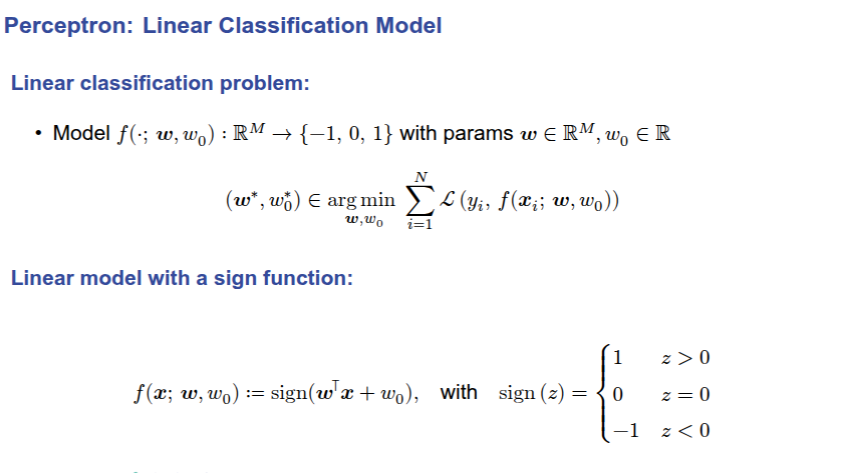 Perceptron: Linear Classification Model
Linear classification problem:
• Model f(·; w, w₀) : ℝᴹ → {−1, 0, 1} with params w ∈ ℝᴹ, w₀ ∈ ℝ
(w*, w₀*) ∈ arg min_{w,w₀} ∑_{i=1}^{N} ℒ (yᵢ, f(xᵢ; w, w₀))
Linear model with a sign function:
f(x; w, w₀) := sign(wᵀx + w₀), with sign (z) = { 1 z > 0
0 z = 0
−1 z < 0